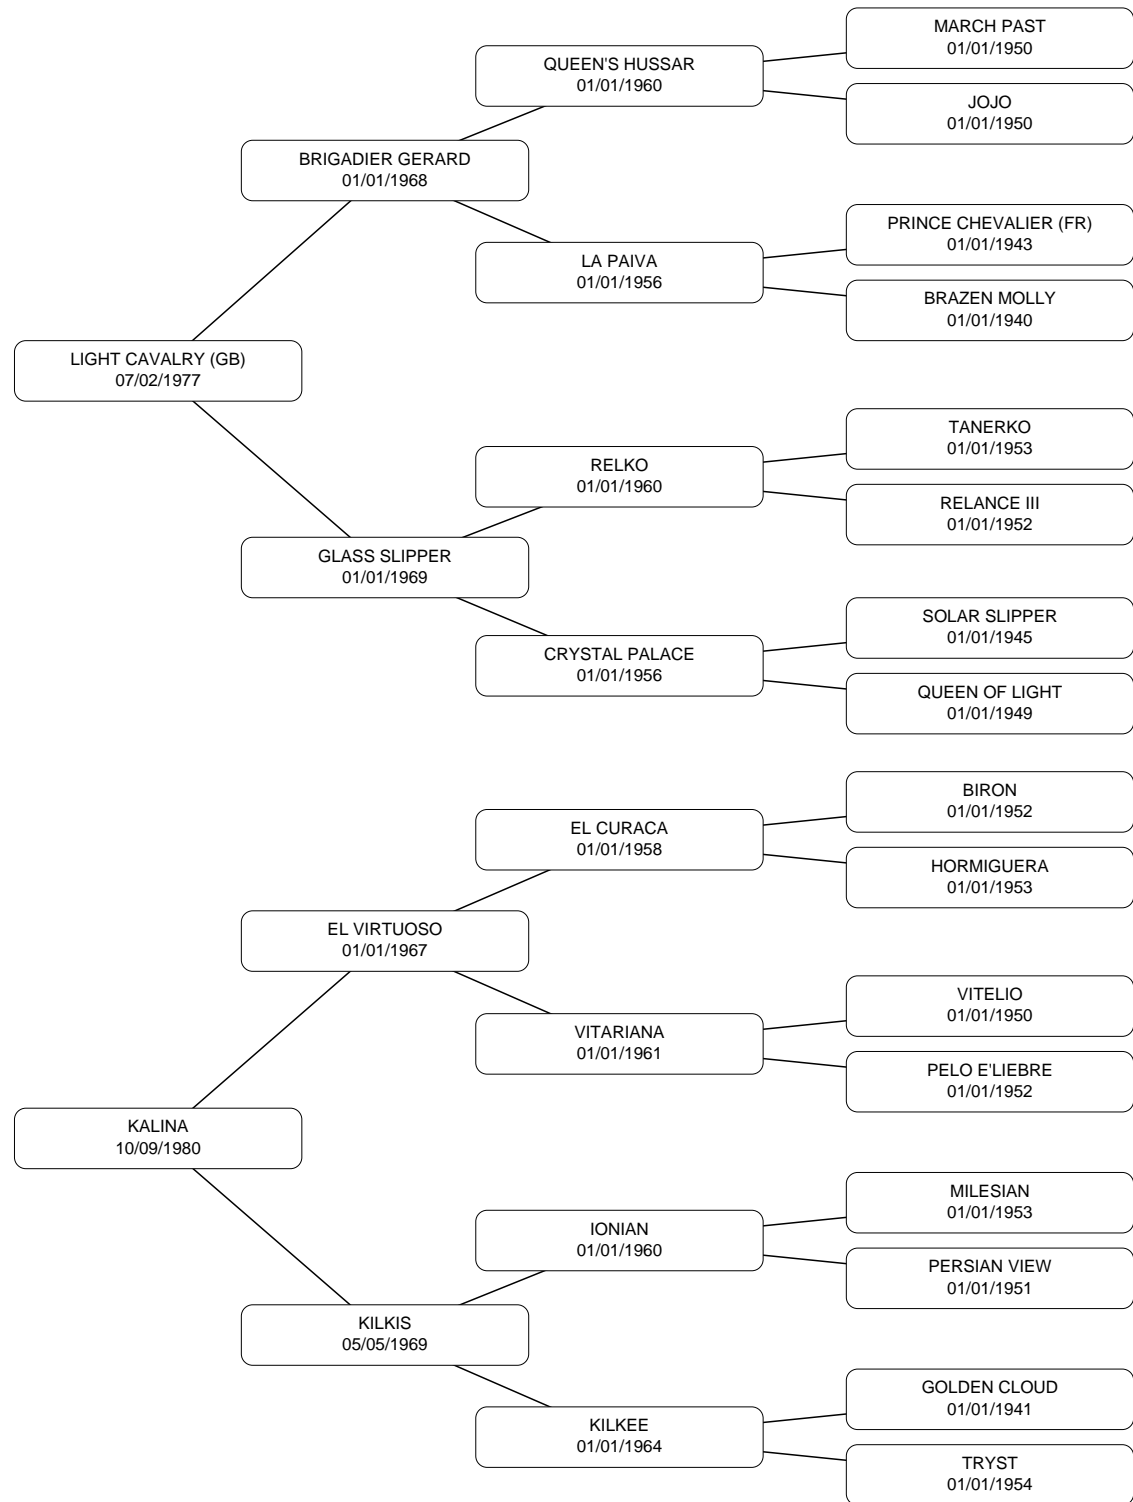 MARCH PAST
01/01/1950
QUEEN'S HUSSAR
01/01/1960
JOJO
01/01/1950
BRIGADIER GERARD
01/01/1968
PRINCE CHEVALIER (FR)
01/01/1943
LA PAIVA
01/01/1956
BRAZEN MOLLY
01/01/1940
LIGHT CAVALRY (GB)
07/02/1977
TANERKO
01/01/1953
RELKO
01/01/1960
RELANCE III
01/01/1952
GLASS SLIPPER
01/01/1969
SOLAR SLIPPER
01/01/1945
CRYSTAL PALACE
01/01/1956
QUEEN OF LIGHT
01/01/1949
BIRON
01/01/1952
EL CURACA
01/01/1958
HORMIGUERA
01/01/1953
EL VIRTUOSO
01/01/1967
VITELIO
01/01/1950
VITARIANA
01/01/1961
PELO E'LIEBRE
01/01/1952
KALINA
10/09/1980
MILESIAN
01/01/1953
IONIAN
01/01/1960
PERSIAN VIEW
01/01/1951
KILKIS
05/05/1969
GOLDEN CLOUD
01/01/1941
KILKEE
01/01/1964
TRYST
01/01/1954